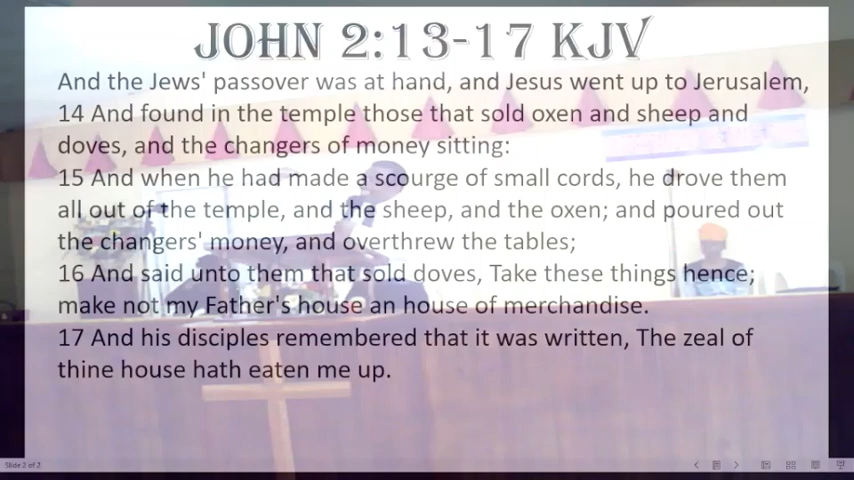 JOHN 2:13-17 KJV
And the Jews' passover was at hand, and Jesus went up to Jerusalem,
14 And found in the temple those that sold oxen and sheep and
doves, and the changers of money sitting:
15 And when he had made a scourge of small cords, he drove them
all out of the temple, and the sheep, and the oxen; and poured out
the changers' money, and overthrew the tables;
16 And said unto them that sold doves, Take these things hence;
make not my Father's house an house of merchandise.
17 And his disciples remembered that it was written, The zeal of
thine house hath eaten me up.
Slide 2 of 2